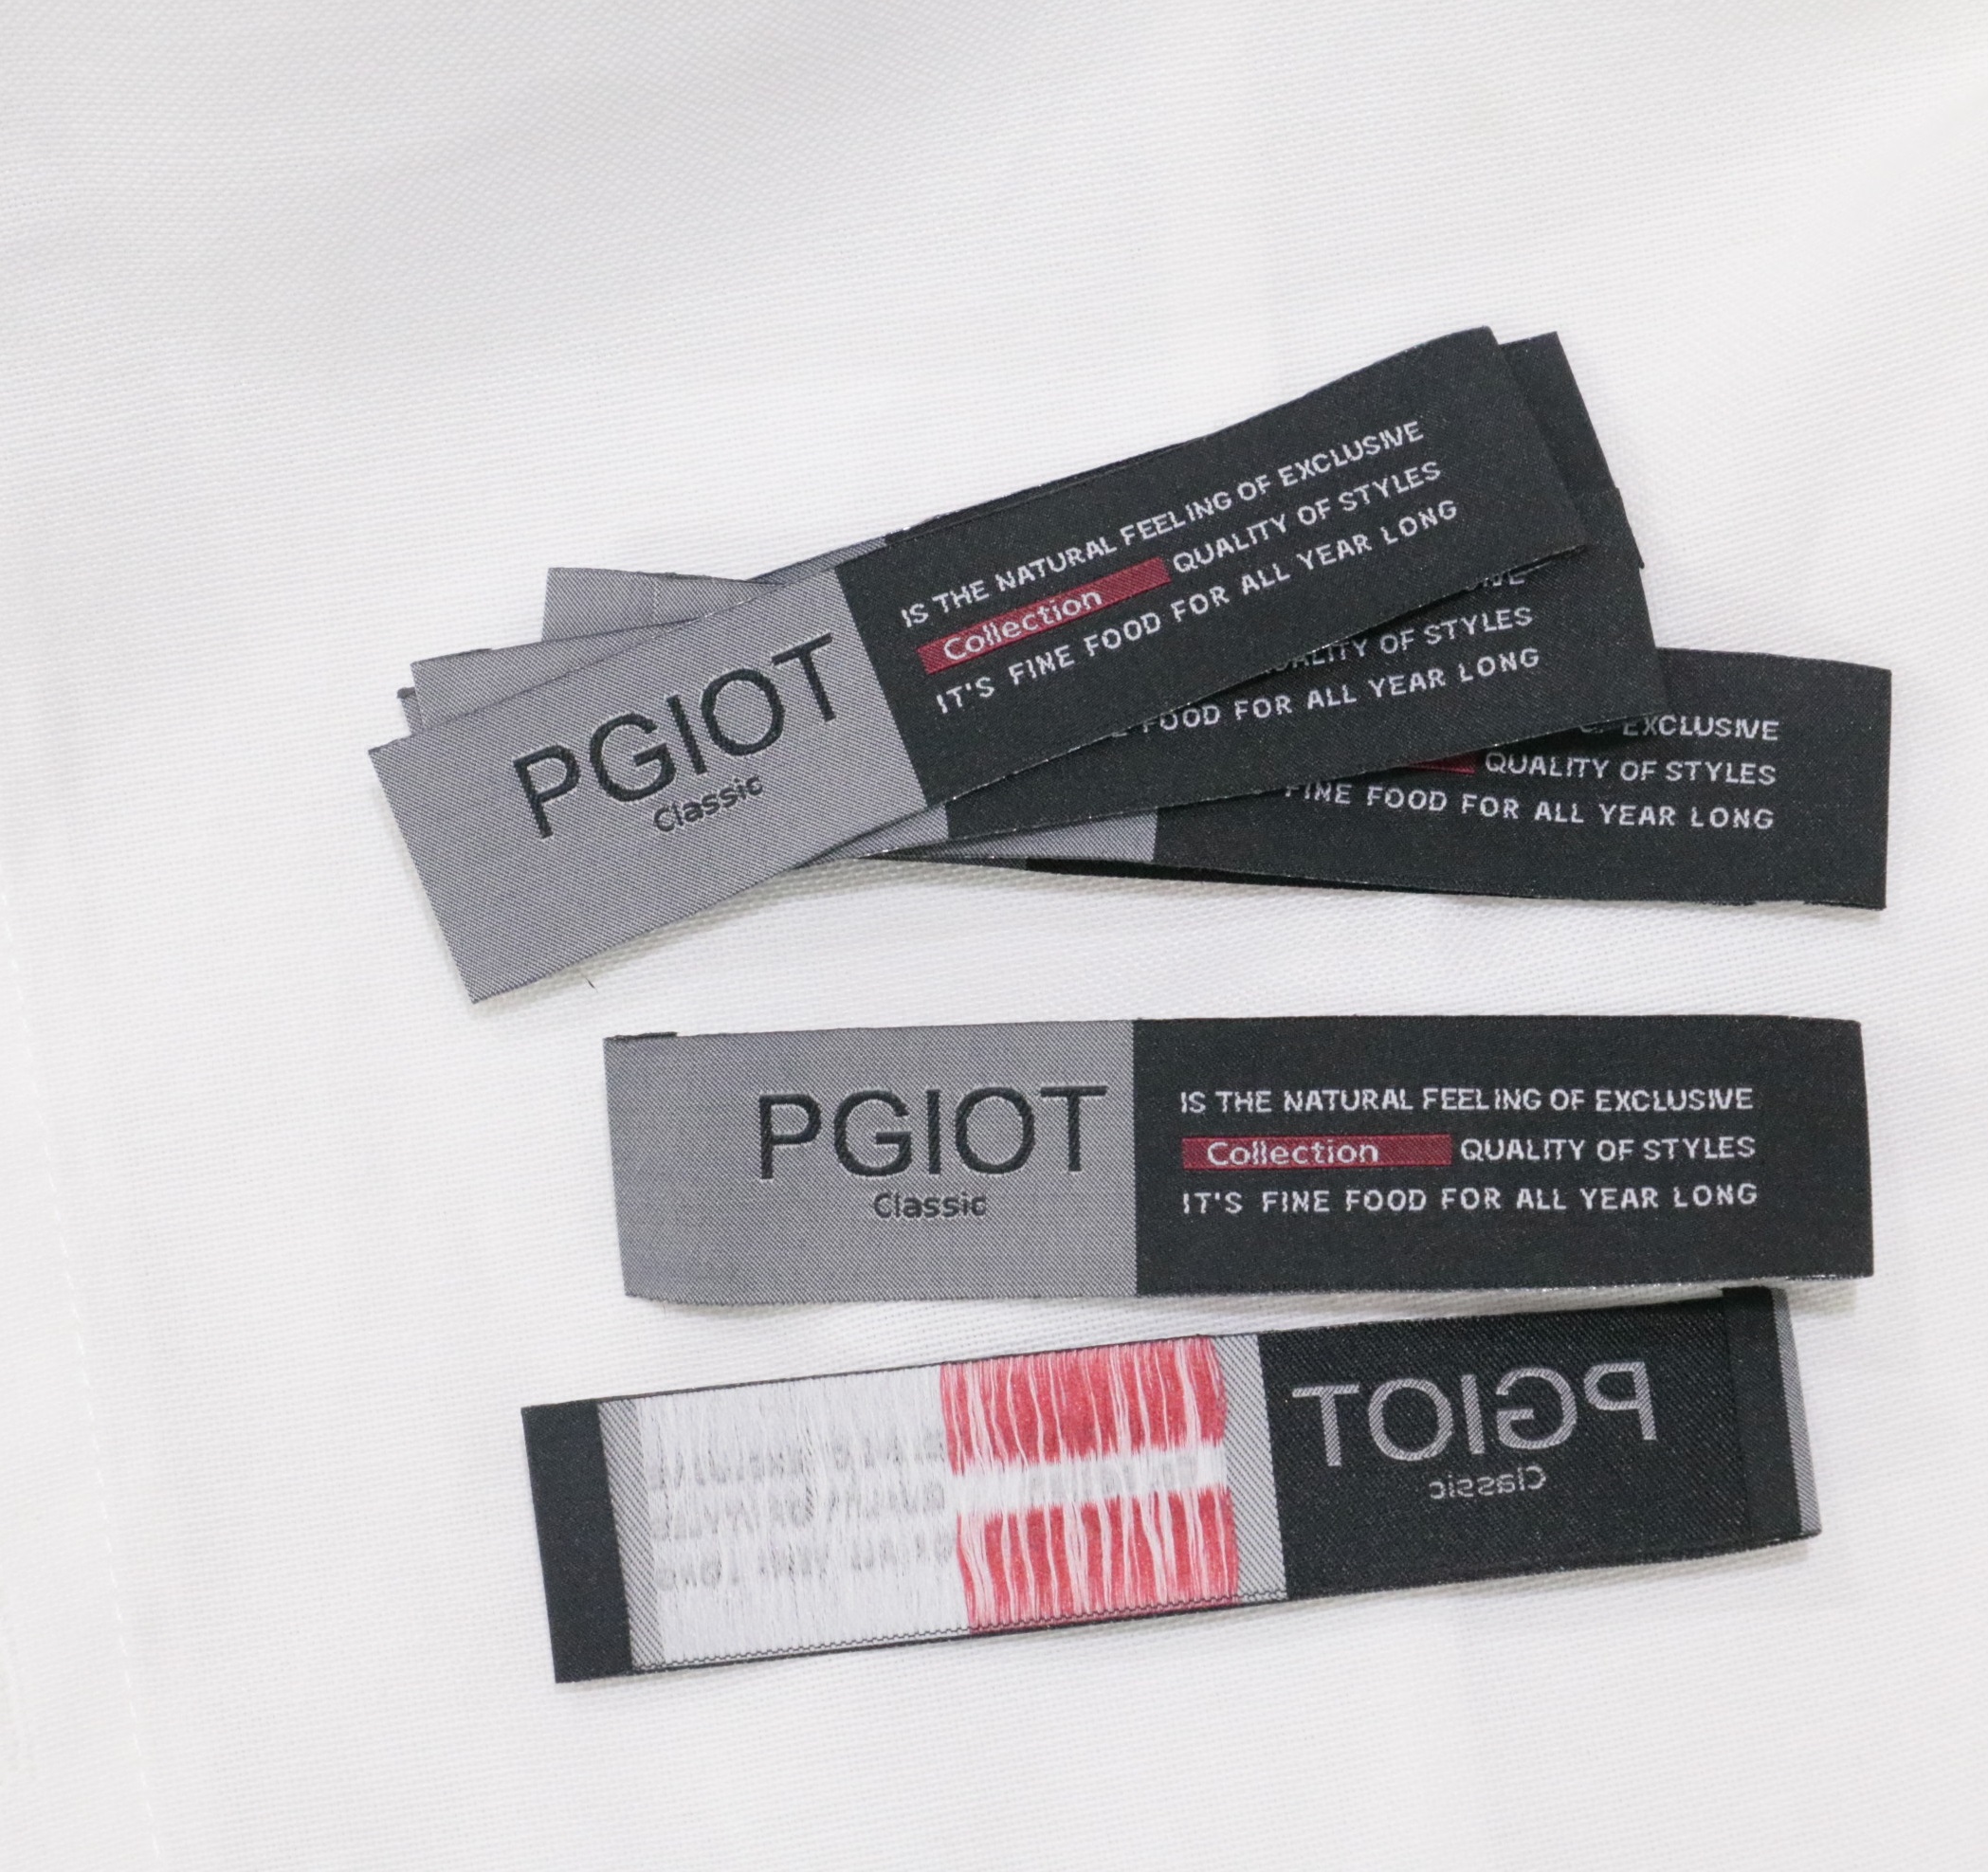 IS THE NATURAL FEELING OF EXCLUSIVE
Collection QUALITY OF STYLES
IT'S FINE FOOD FOR ALL YEAR LONG
PGIOT
Classic
OF STYLES
FOOD FOR ALL YEAR LONG
EXCLUSIVE
QUALITY OF STYLES
FINE FOOD FOR ALL YEAR LONG
PGIOT
Classic
IS THE NATURAL FEELING OF EXCLUSIVE
Collection QUALITY OF STYLES
IT'S FINE FOOD FOR ALL YEAR LONG
PGIOT
Classic